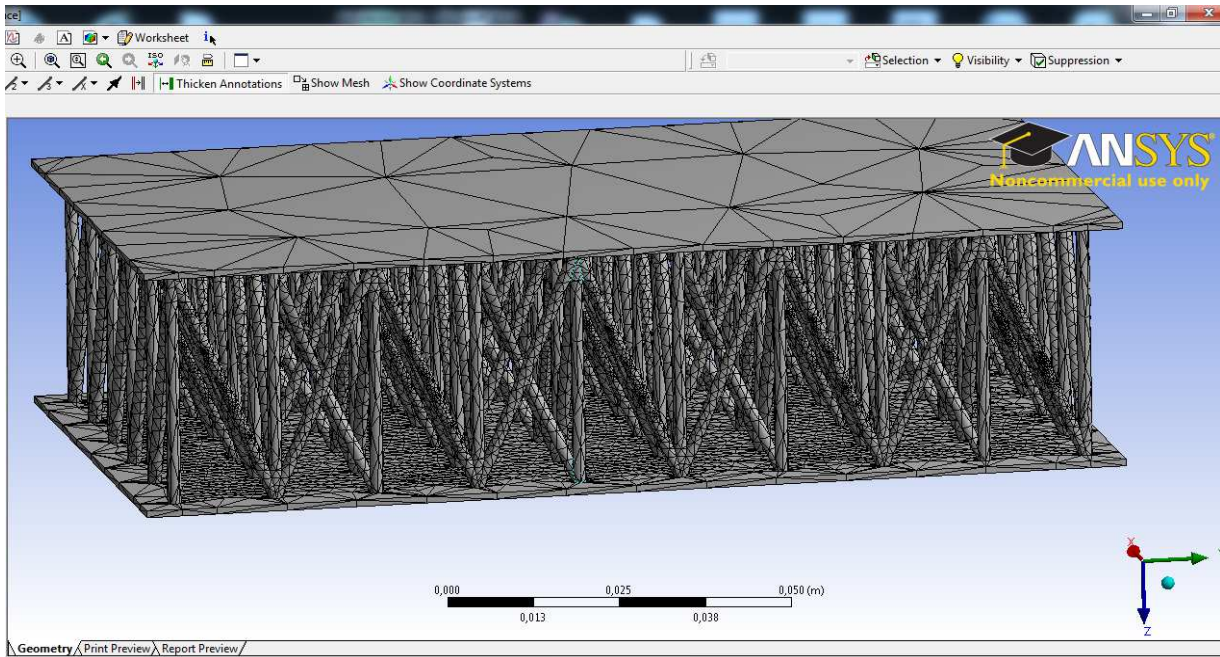 ce]
A Worksheet i
ISO
Selection Visibility Suppression
Thicken Annotations Show Mesh Show Coordinate Systems
ANSYS
Noncommercial use only
0,000 0,025 0,050 (m)
0,013 0,038
X
Z
Geometry Print Preview Report Preview